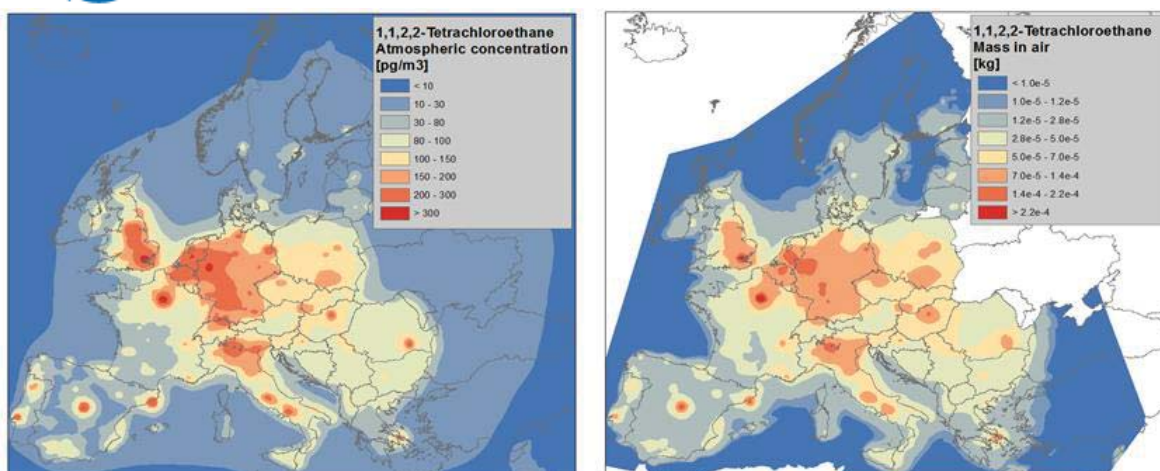 1,1,2,2-Tetrachloroethane
Atmospheric concentration
[pg/m3]
< 10
10 - 30
30 - 80
80 - 100
100 - 150
150 - 200
200 - 300
> 300
1,1,2,2-Tetrachloroethane
Mass in air
[kg]
< 1.0e-5
1.0e-5 - 1.2e-5
1.2e-5 - 2.8e-5
2.8e-5 - 5.0e-5
5.0e-5 - 7.0e-5
7.0e-5 - 1.4e-4
1.4e-4 - 2.2e-4
> 2.2e-4